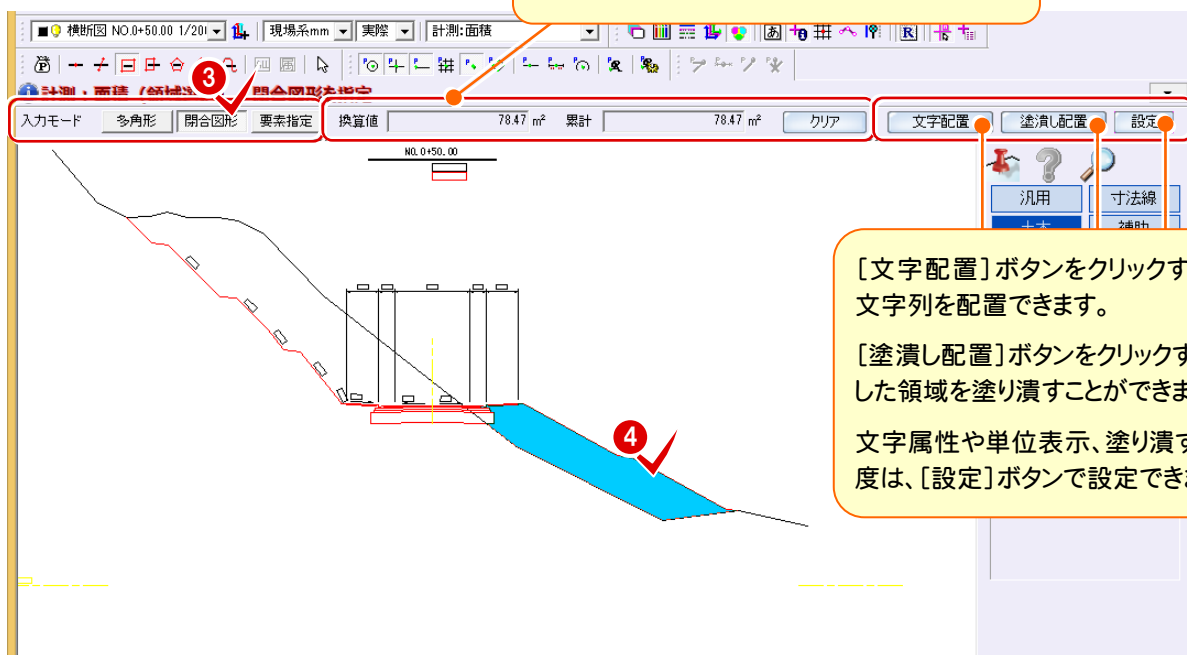 横断図 NO.0+50.00 1/20
現場系mm
実際
計測:面積
あ
R
3
入力モード
多角形
閉合図形
要素指定
換算値
78.47 m²
累計
78.47 m²
クリア
文字配置
塗潰し配置
設定
NO.0+50.00
汎用
寸法線
[文字配置]ボタンをクリックす
文字列を配置できます。
[塗潰し配置]ボタンをクリックす
した領域を塗り潰すことができま
文字属性や単位表示、塗り潰す
度は、[設定]ボタンで設定でき
4